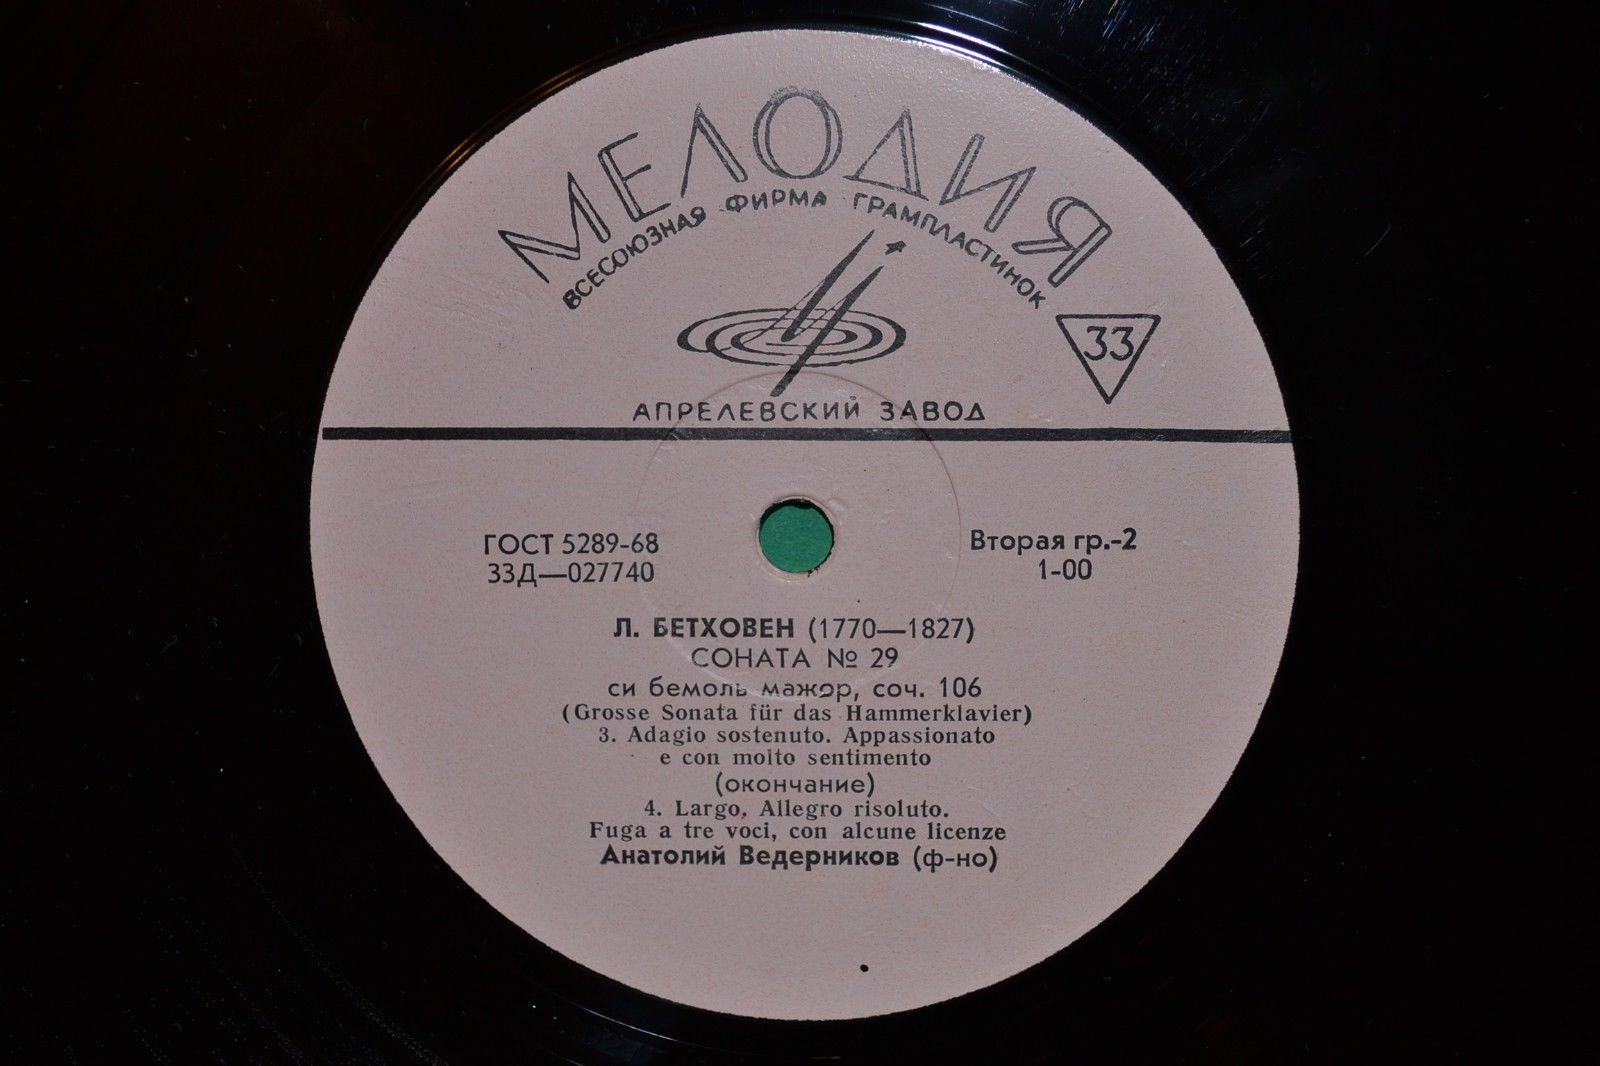 МЕЛОДИЯ
ВСЕСОЮЗНАЯ ФИРМА ГРАМПЛАСТИНОК
33
АПРЕЛЕВСКИЙ ЗАВОД
ГОСТ 5289-68
33Д—027740
Вторая гр.-2
1-00
Л. БЕТХОВЕН (1770—1827)
СОНАТА № 29
си бемоль мажор, соч. 106
(Grosse Sonata für das Hammerklavier)
3. Adagio sostenuto. Appassionato
e con molto sentimento
(окончание)
4. Largo. Allegro risoluto.
Fuga a tre voci, con alcune licenze
Анатолий Ведерников (ф-но)